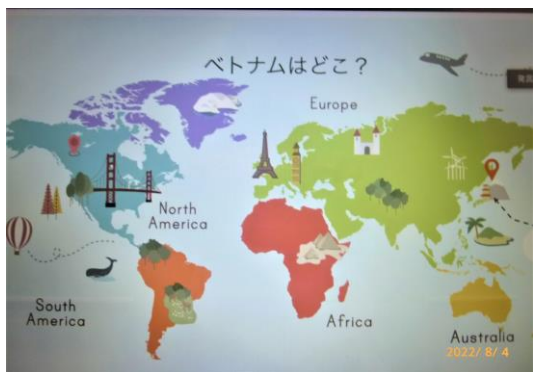 ベトナムはどこ？
Europe
North
America
South
America
Africa
Australia
2022/ 8/ 4